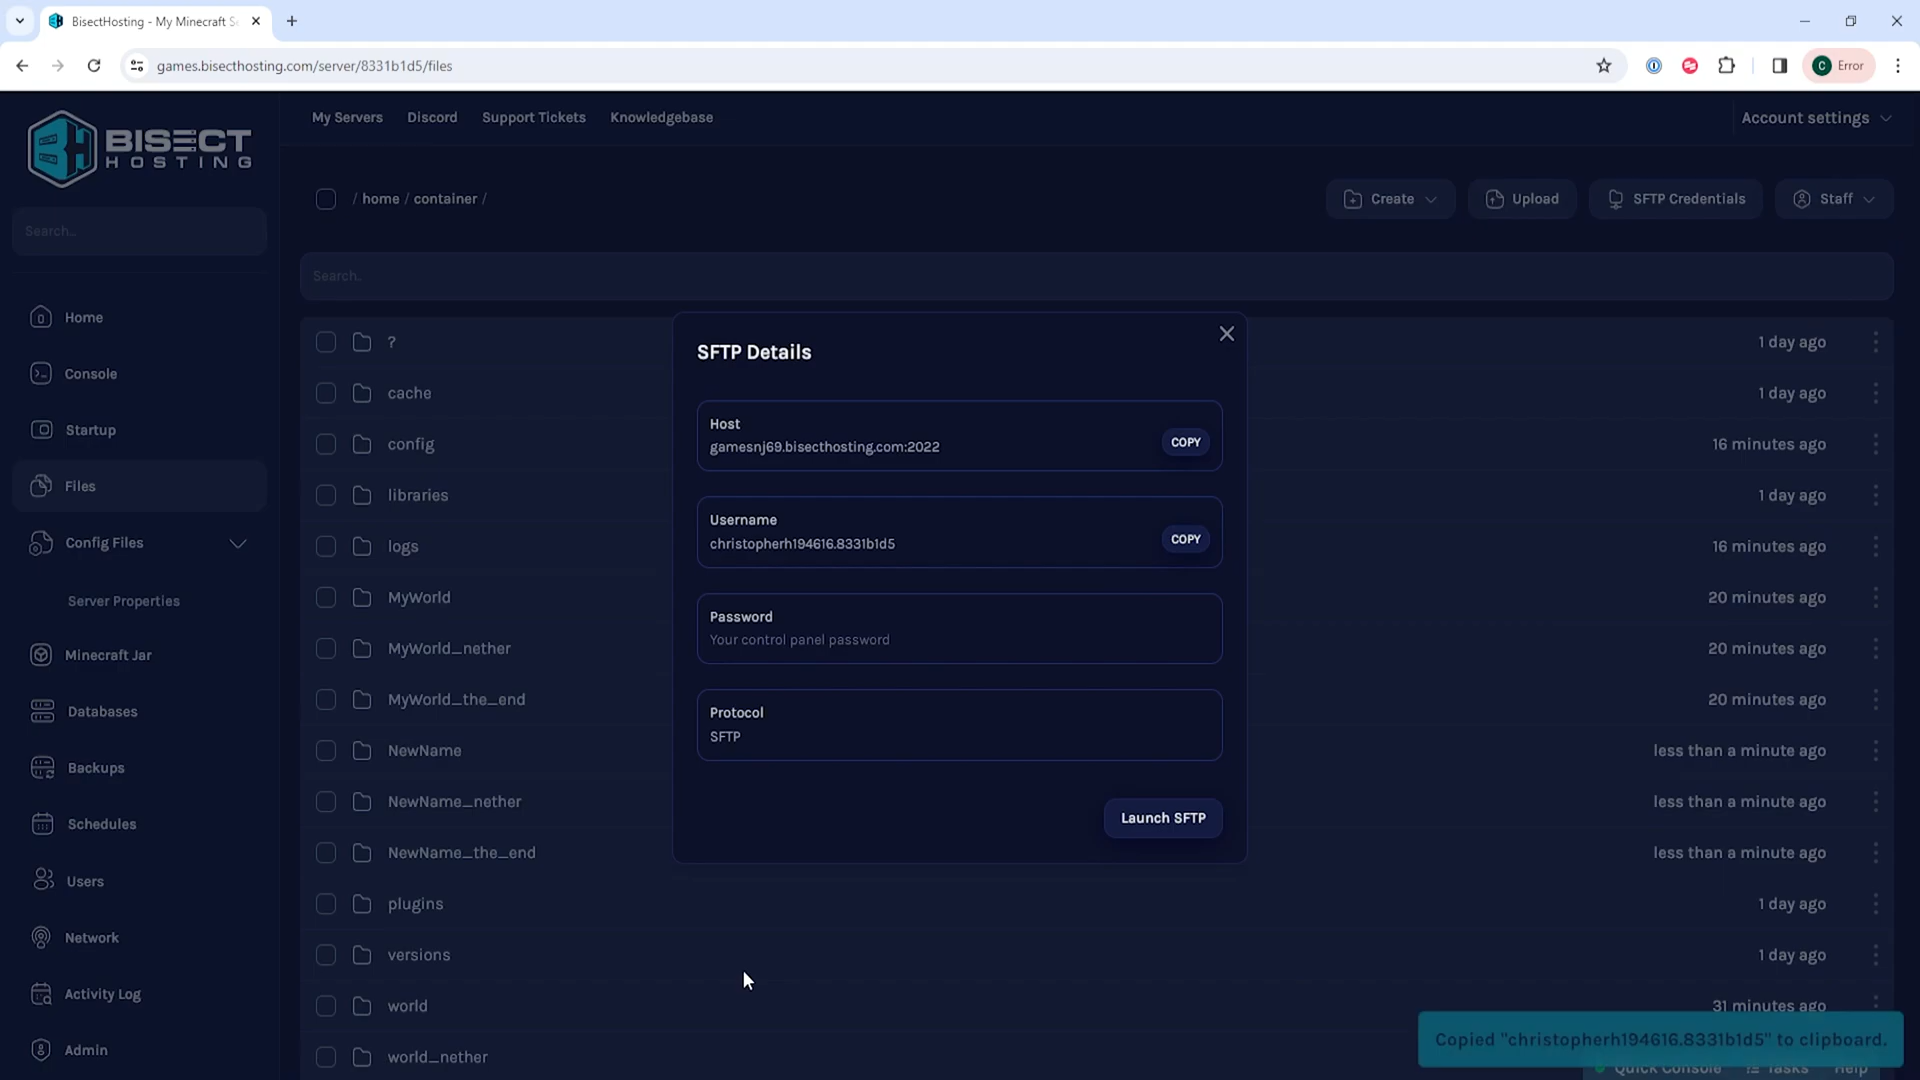 BisectHosting - My Minecraft S
games.bisecthosting.com/server/8331b1d5/files
C Error
BISECT
HOSTING
My Servers
Discord
Support Tickets
Knowledgebase
Account settings
Search...
/ home / container /
Create
Upload
SFTP Credentials
Staff
Search..
Home
Console
Startup
Files
Config Files
Server Properties
Minecraft Jar
Databases
Backups
Schedules
Users
Network
Activity Log
Admin
? 1 day ago
cache 1 day ago
config 16 minutes ago
libraries 1 day ago
logs 16 minutes ago
MyWorld 20 minutes ago
MyWorld_nether 20 minutes ago
MyWorld_the_end 20 minutes ago
NewName less than a minute ago
NewName_nether less than a minute ago
NewName_the_end less than a minute ago
plugins 1 day ago
versions 1 day ago
world 31 minutes ago
world_nether
SFTP Details
Host
gamesnj69.bisecthosting.com:2022
COPY
Username
christopherh194616.8331b1d5
COPY
Password
Your control panel password
Protocol
SFTP
Launch SFTP
Copied "christopherh194616.8331b1d5" to clipboard.
Quick Console
Tasks
Help